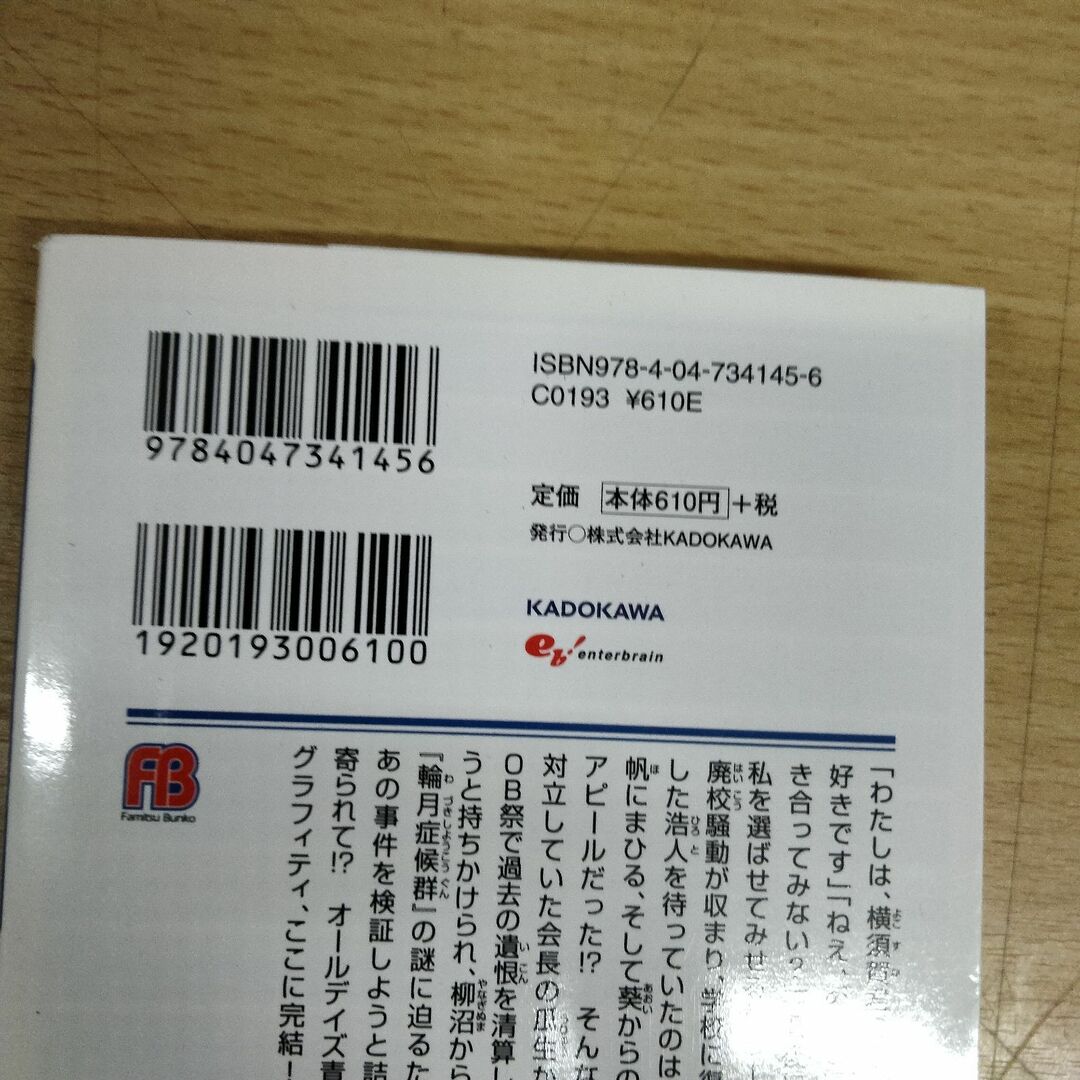 9784047341456
ISBN978-4-04-734145-6
C0193 ¥610E
定価 本体610円+税
発行○株式会社KADOKAWA
1920193006100
KADOKAWA
eb! enterbrain
FB
Famitsu Bunko
「わたしは、横須賀
好きです」「ねえ、
き合ってみない?
私を選ばせてみせ
廃校騒動が収まり、学校に復
した浩人を待っていたのは
帆にまひる、そして葵からの
アピールだった!? そんな
対立していた会長の瓜生か
OB祭で過去の遺恨を清算し
うと持ちかけられ、柳沼から
『輪月症候群』の謎に迫るた
あの事件を検証しようと詰
寄られて!? オールデイズ青
グラフィティ、ここに完結!